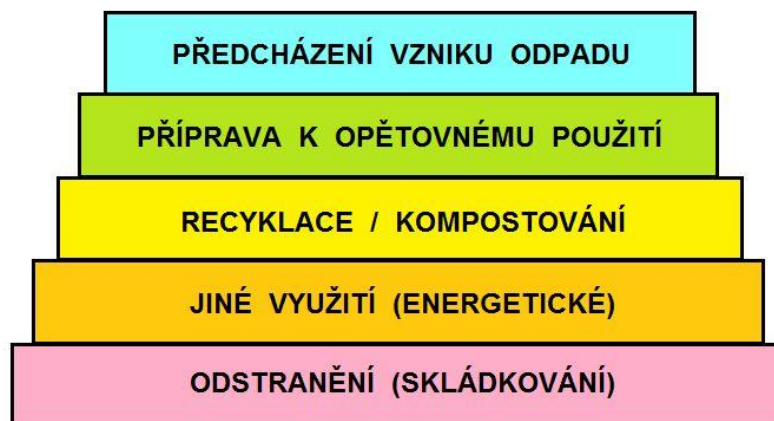 PŘEDCHÁZENÍ VZNIKU ODPADU
PŘÍPRAVA K OPĚTOVNÉMU POUŽITÍ
RECYKLACE / KOMPOSTOVÁNÍ
JINÉ VYUŽITÍ (ENERGETICKÉ)
ODSTRANĚNÍ (SKLÁDKOVÁNÍ)